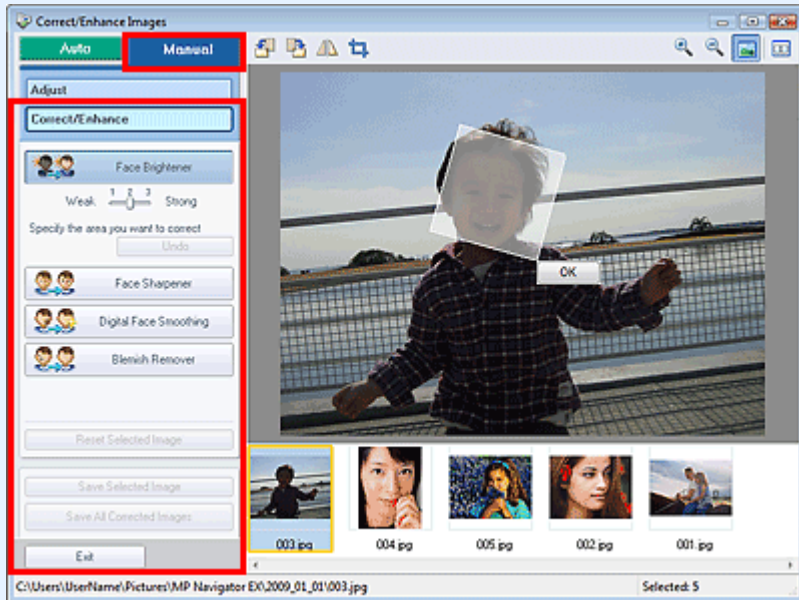 Correct/Enhance Images
Auto
Manual
Adjust
Correct/Enhance
Face Brightener
1 2 3
Weak Strong
Specify the area you want to correct
Undo
Face Sharpener
Digital Face Smoothing
Blemish Remover
Reset Selected Image
Save Selected Image
Save All Corrected Images
Exit
OK
003.jpg 004.jpg 005.jpg 002.jpg 001.jpg
C:\Users\UserName\Pictures\MP Navigator EX\2009_01_01\003.jpg Selected: 5